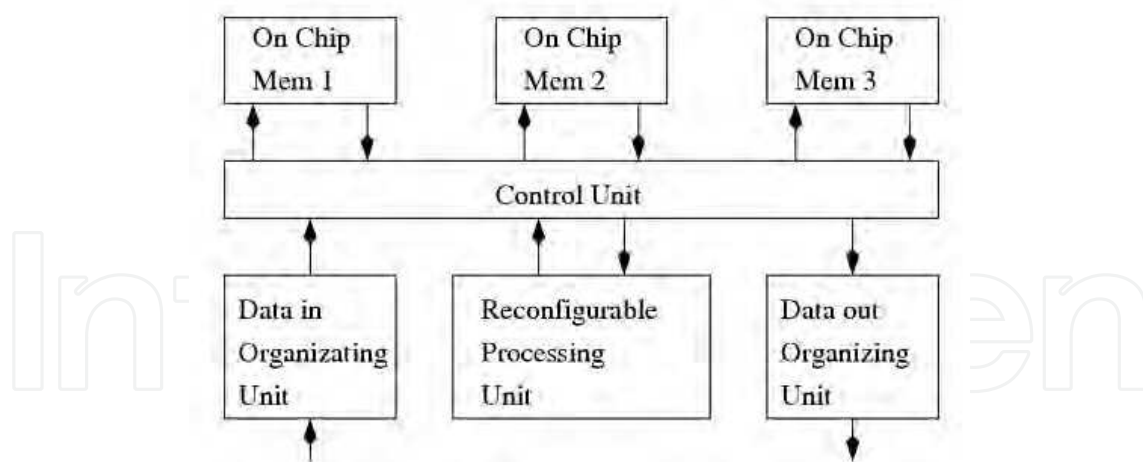 On Chip
Mem 1
On Chip
Mem 2
On Chip
Mem 3
Control Unit
Data in
Organizating
Unit
Reconfigurable
Processing
Unit
Data out
Organizing
Unit